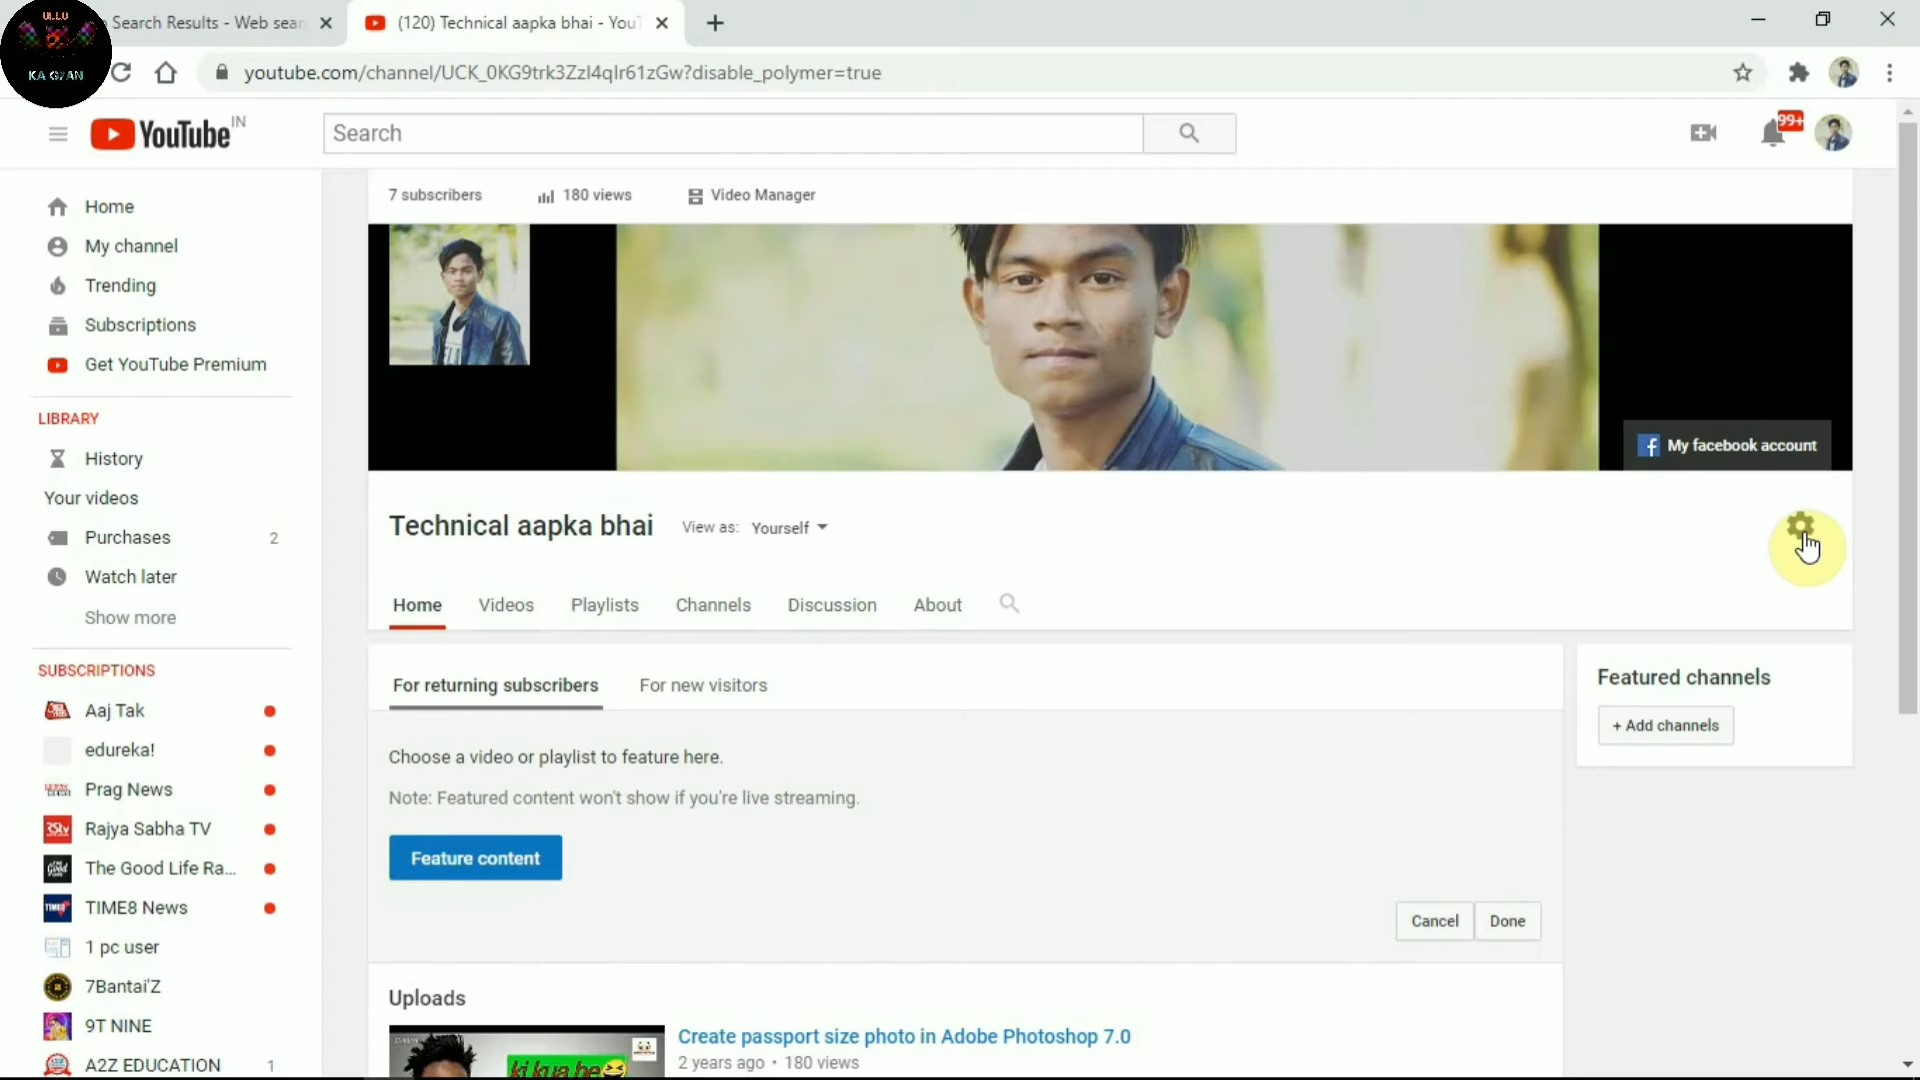 ULLU
KA GYAN
Search Results - Web sear
(120) Technical aapka bhai - YouT
youtube.com/channel/UCK_0KG9trk3ZzI4qlr61zGw?disable_polymer=true
YouTube IN
Search
99+
7 subscribers
180 views
Video Manager
Home
My channel
Trending
Subscriptions
Get YouTube Premium
LIBRARY
History
Your videos
Purchases 2
Watch later
Show more
SUBSCRIPTIONS
Aaj Tak
edureka!
Prag News
Rajya Sabha TV
The Good Life Ra...
TIME8 News
1 pc user
7Bantai'Z
9T NINE
A2Z EDUCATION 1
My facebook account
Technical aapka bhai
View as: Yourself
Home
Videos
Playlists
Channels
Discussion
About
For returning subscribers
For new visitors
Choose a video or playlist to feature here.
Note: Featured content won't show if you're live streaming.
Feature content
Cancel
Done
Featured channels
+ Add channels
Uploads
ki kua be
Create passport size photo in Adobe Photoshop 7.0
2 years ago • 180 views